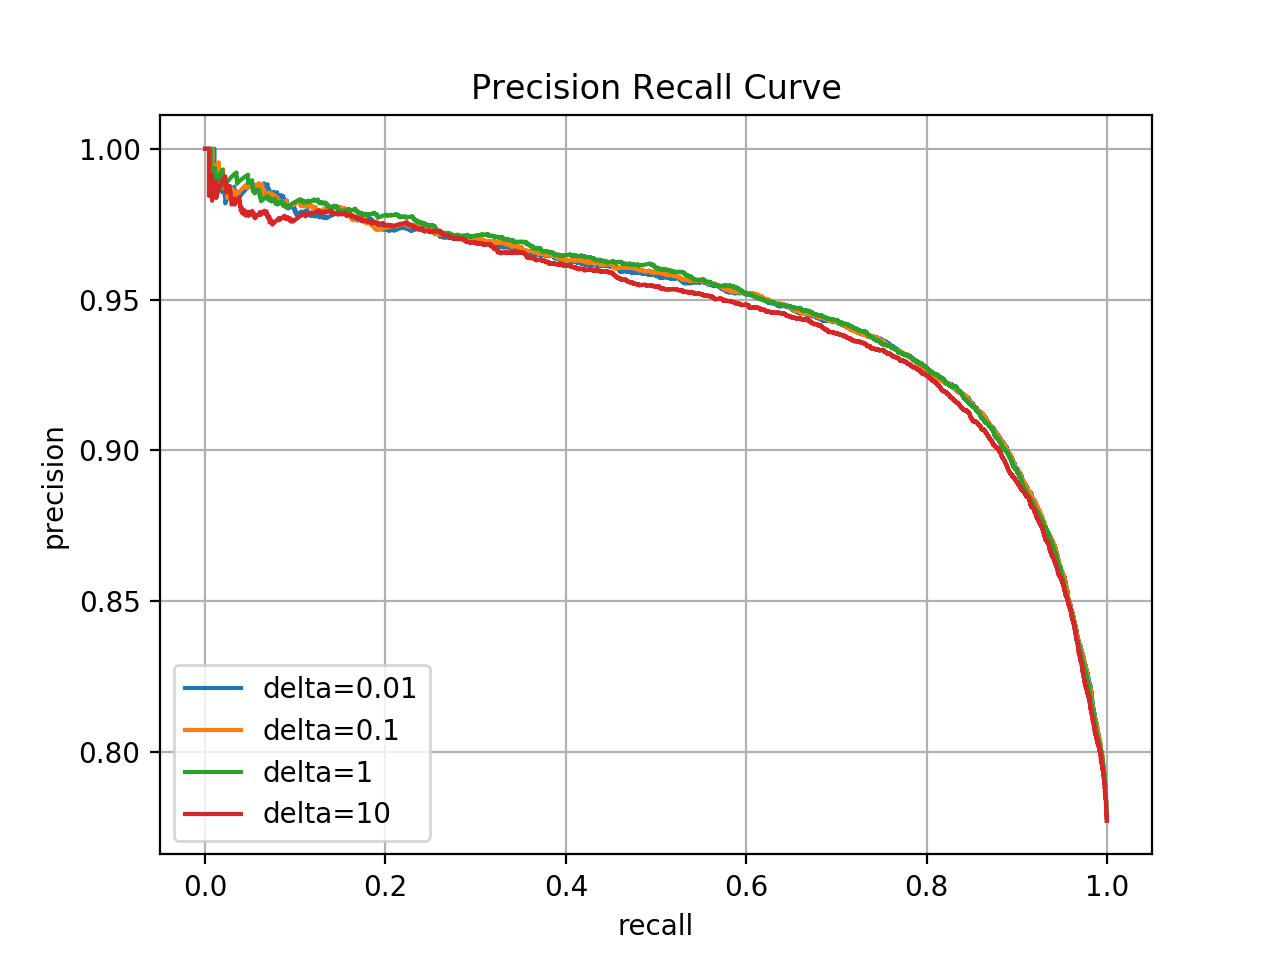 Precision Recall Curve
1.00
0.95
0.90
0.85
0.80
precision
delta=0.01
delta=0.1
delta=1
delta=10
0.0 0.2 0.4 0.6 0.8 1.0
recall